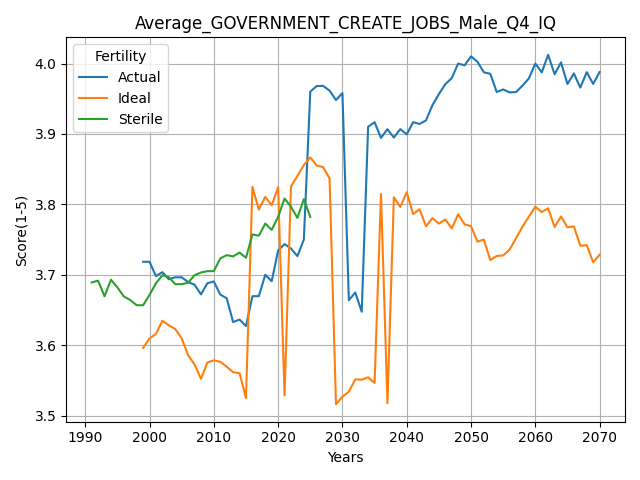 Average_GOVERNMENT_CREATE_JOBS_Male_Q4_IQ
Fertility
Actual
Ideal
Sterile
Score(1-5)
4.0
3.9
3.8
3.7
3.6
3.5
1990 2000 2010 2020 2030 2040 2050 2060 2070
Years